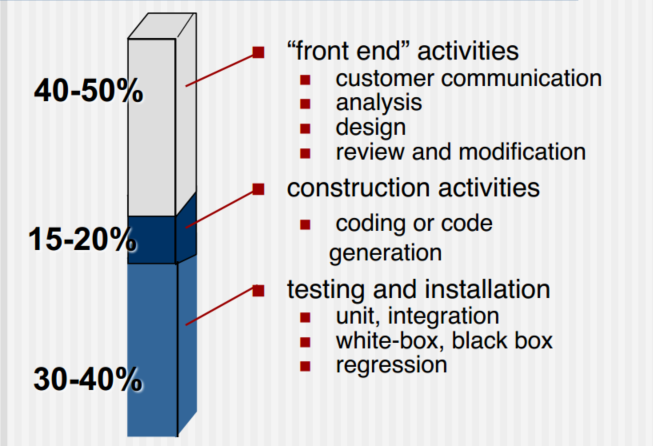 40-50%
“front end” activities
customer communication
analysis
design
review and modification
15-20%
construction activities
coding or code
generation
30-40%
testing and installation
unit, integration
white-box, black box
regression